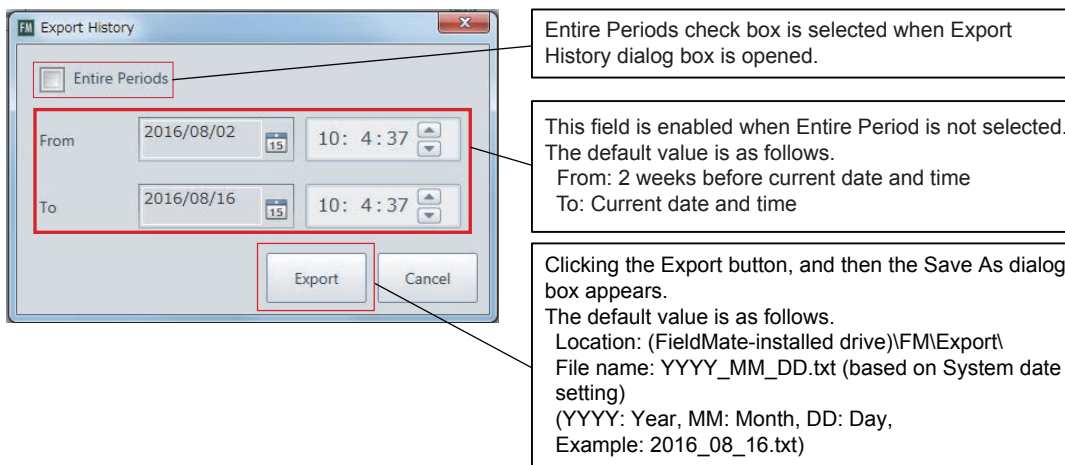 FM Export History
Entire Periods
From
2016/08/02
15
10: 4:37
To
2016/08/16
15
10: 4:37
Export
Cancel
Entire Periods check box is selected when Export
History dialog box is opened.
This field is enabled when Entire Period is not selected.
The default value is as follows.
From: 2 weeks before current date and time
To: Current date and time
Clicking the Export button, and then the Save As dialog
box appears.
The default value is as follows.
Location: (FieldMate-installed drive)\FM\Export\
File name: YYYY_MM_DD.txt (based on System date
setting)
(YYYY: Year, MM: Month, DD: Day,
Example: 2016_08_16.txt)